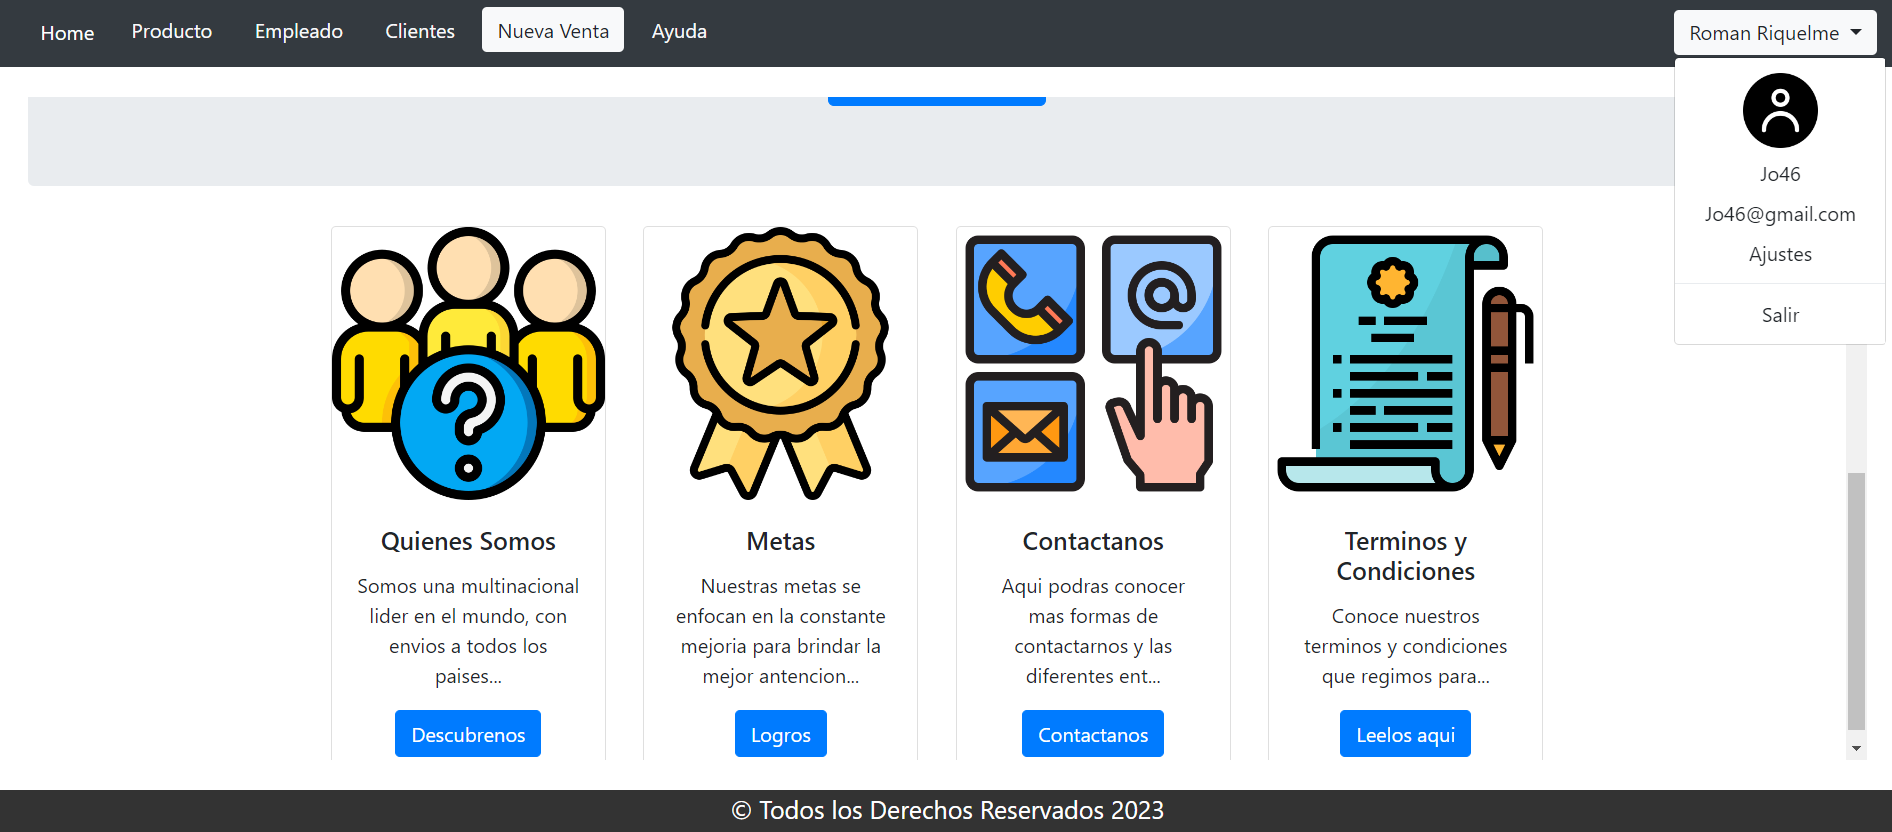 Home
Producto
Empleado
Clientes
Nueva Venta
Ayuda
Roman Riquelme
Jo46
Jo46@gmail.com
Ajustes
Salir
Quienes Somos
Somos una multinacional
lider en el mundo, con
envios a todos los
paises...
Descubrenos
Metas
Nuestras metas se
enfocan en la constante
mejoria para brindar la
mejor antencion...
Logros
Contactanos
Aqui podras conocer
mas formas de
contactarnos y las
diferentes ent...
Contactanos
Terminos y
Condiciones
Conoce nuestros
terminos y condiciones
que regimos para...
Leelos aqui
© Todos los Derechos Reservados 2023